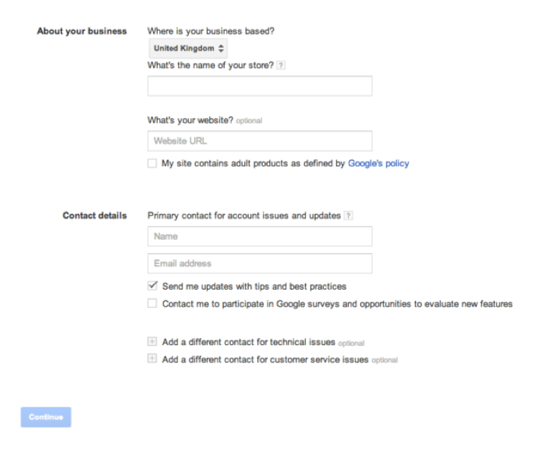 About your business
Where is your business based?
United Kingdom
What's the name of your store? ?
What's your website? optional
Website URL
My site contains adult products as defined by Google's policy
Contact details
Primary contact for account issues and updates ?
Name
Email address
Send me updates with tips and best practices
Contact me to participate in Google surveys and opportunities to evaluate new features
Add a different contact for technical issues optional
Add a different contact for customer service issues optional
Continue